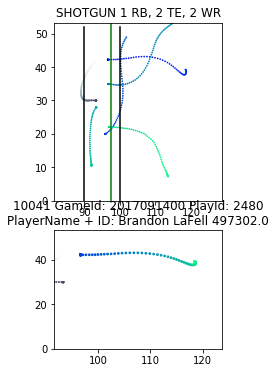 SHOTGUN 1 RB, 2 TE, 2 WR
50
40
30
20
10
0
90 100 110 120
10041 GameId: 2017091400 PlayId: 2480
PlayerName + ID: Brandon LaFell 497302.0
40
20
0
100 110 120